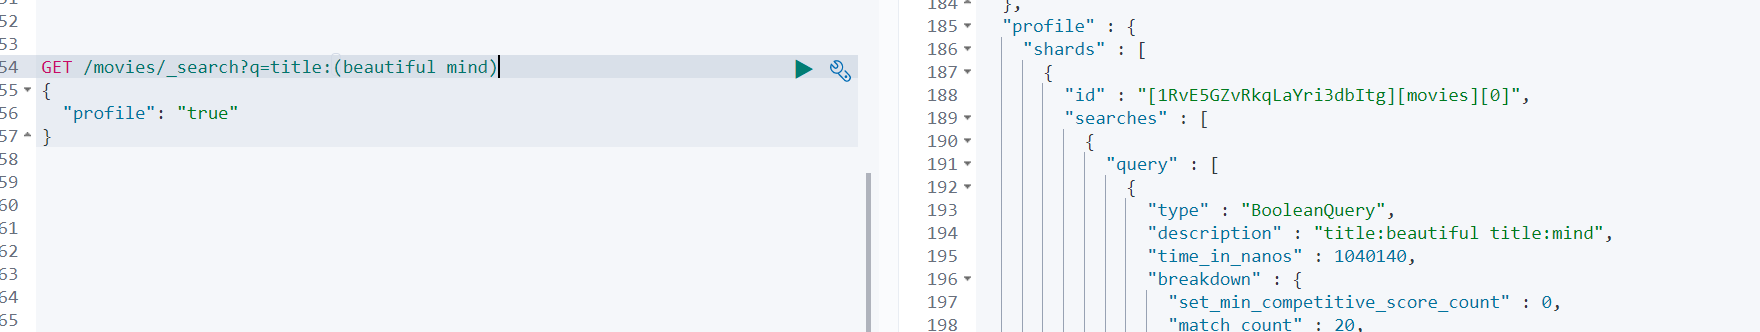 51
52
53
54 GET /movies/_search?q=title:(beautiful mind)
55 {
56 "profile": "true"
57 }
58
59
60
61
62
63
64
65
184 },
185 "profile" : {
186 "shards" : [
187 {
188 "id" : "[1RvE5GZvRkqLaYri3dbItg][movies][0]",
189 "searches" : [
190 {
191 "query" : [
192 {
193 "type" : "BooleanQuery",
194 "description" : "title:beautiful title:mind",
195 "time_in_nanos" : 1040140,
196 "breakdown" : {
197 "set_min_competitive_score_count" : 0,
198 "match_count" : 20,